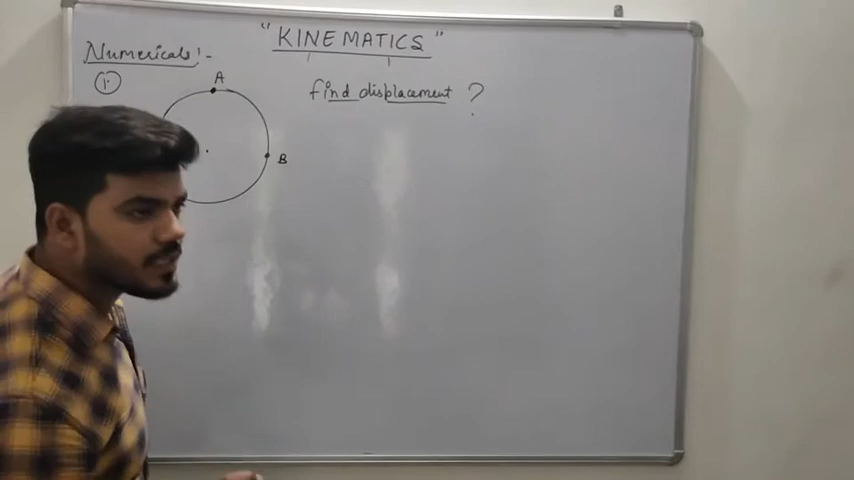 "KINEMATICS"
Numericals:-
1.
find displacement ?
A
B